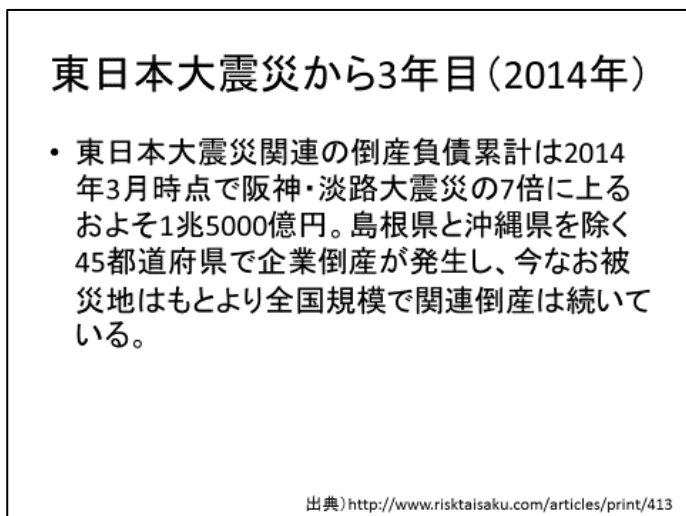 東日本大震災から3年目（2014年）
• 東日本大震災関連の倒産負債累計は2014
年3月時点で阪神・淡路大震災の7倍に上る
およそ1兆5000億円。島根県と沖縄県を除く
45都道府県で企業倒産が発生し、今なお被
災地はもとより全国規模で関連倒産は続いて
いる。
出典）http://www.risktaisaku.com/articles/print/413